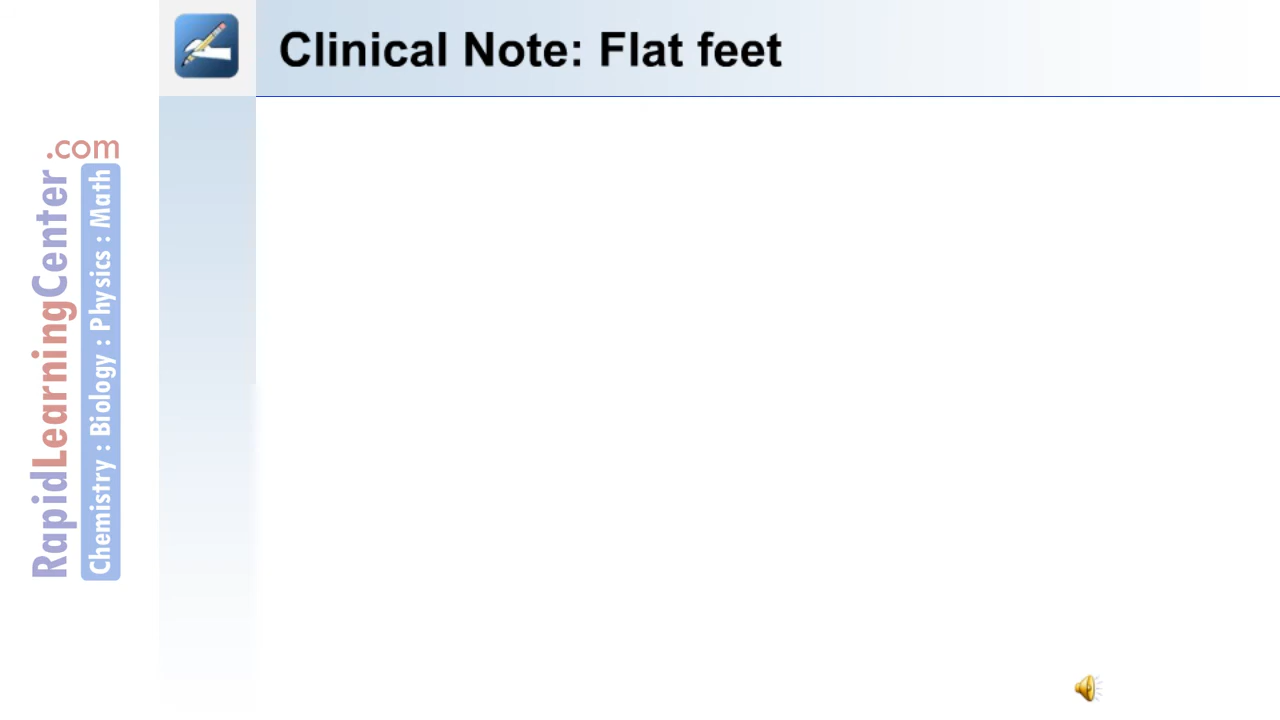 Clinical Note: Flat feet
.com
RapidLearningCenter
Chemistry : Biology : Physics : Math